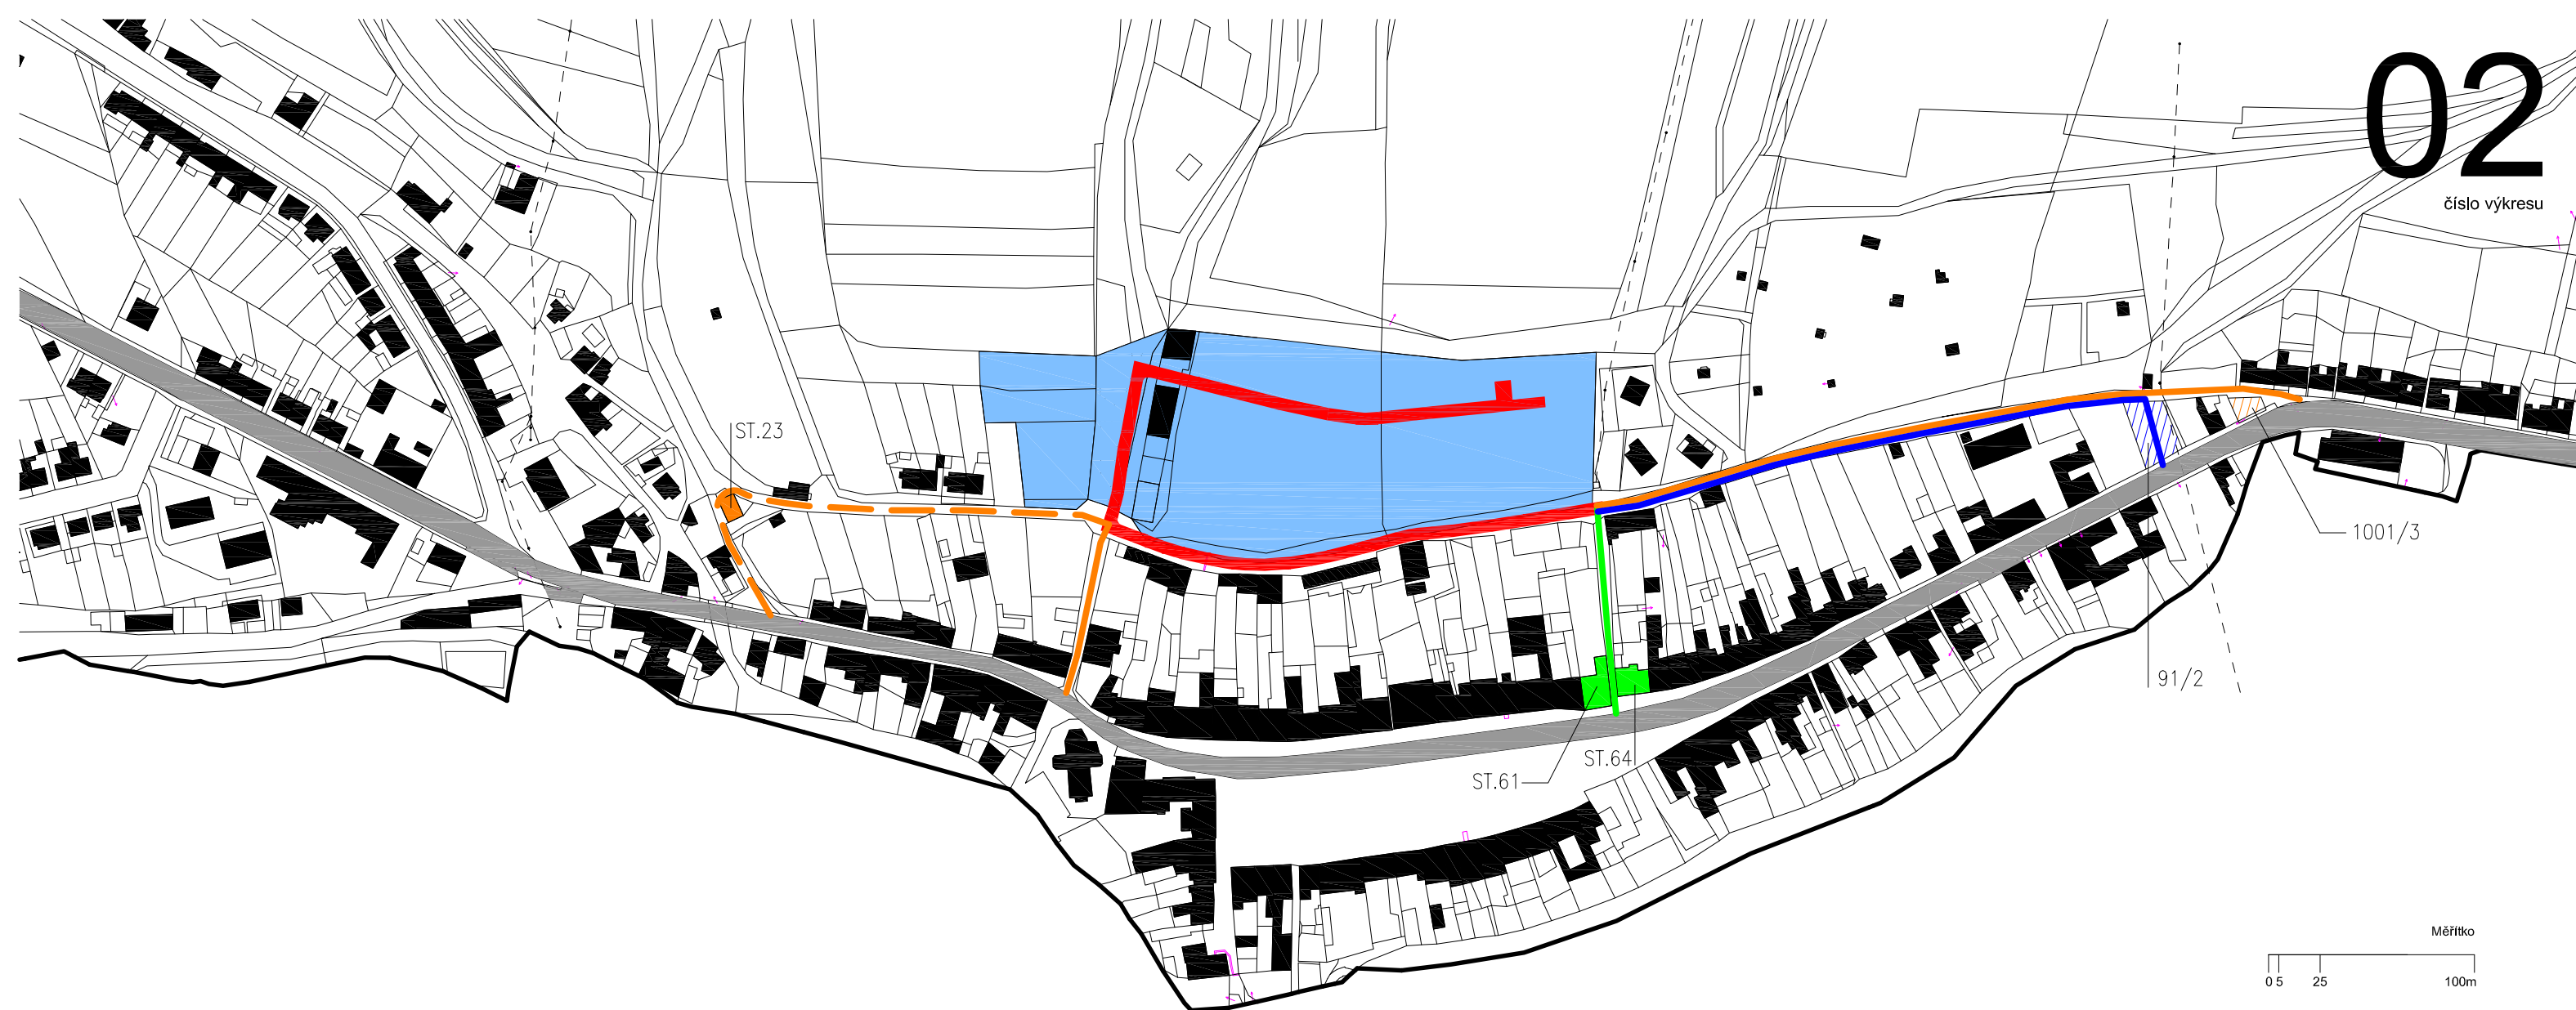 02
číslo výkresu
ST.23
1001/3
91/2
ST.64
ST.61
Měřítko
0 5 25 100m